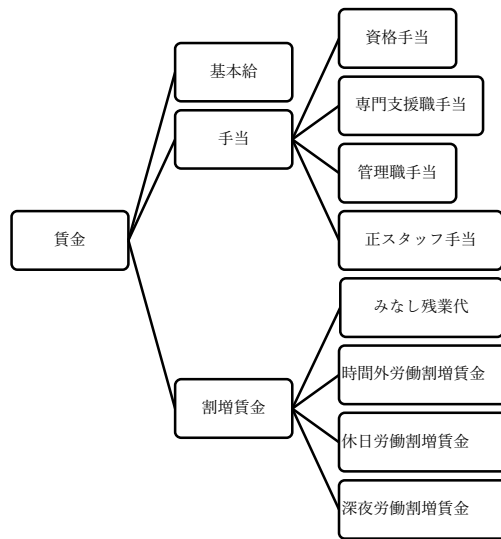 賃金
基本給
手当
資格手当
専門支援職手当
管理職手当
正スタッフ手当
割増賃金
みなし残業代
時間外労働割増賃金
休日労働割増賃金
深夜労働割増賃金